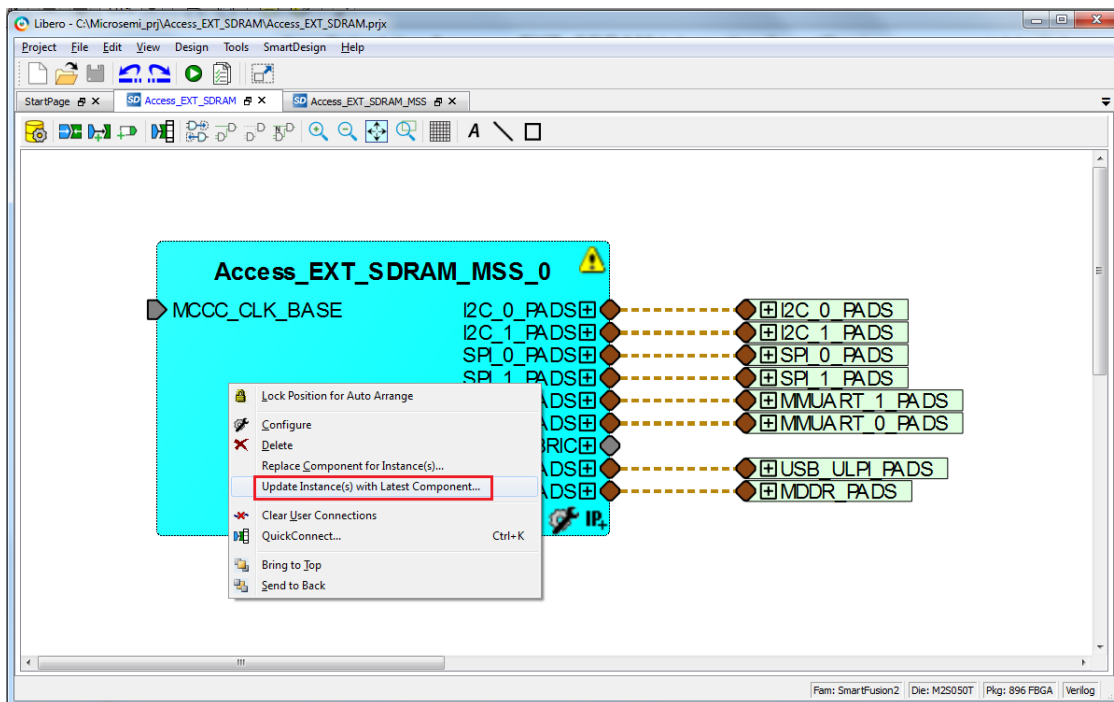 Libero - C:\Microsemi_prj\Access_EXT_SDRAM\Access_EXT_SDRAM.prjx
Project File Edit View Design Tools SmartDesign Help
StartPage Access_EXT_SDRAM Access_EXT_SDRAM_MSS
A
Access_EXT_SDRAM_MSS_0
MCCC_CLK_BASE I2C_0_PADS I2C_0_PADS
I2C_1_PADS I2C_1_PADS
SPI_0_PADS SPI_0_PADS
SPI_1_PADS SPI_1_PADS
ADS MMUART_1_PADS
ADS MMUART_0_PADS
BRIC
ADS USB_ULPI_PADS
ADS MDDR_PADS
IP+
Lock Position for Auto Arrange
Configure
Delete
Replace Component for Instance(s)...
Update Instance(s) with Latest Component...
Clear User Connections
QuickConnect... Ctrl+K
Bring to Top
Send to Back
Fam: SmartFusion2 Die: M2S050T Pkg: 896 FBGA Verilog